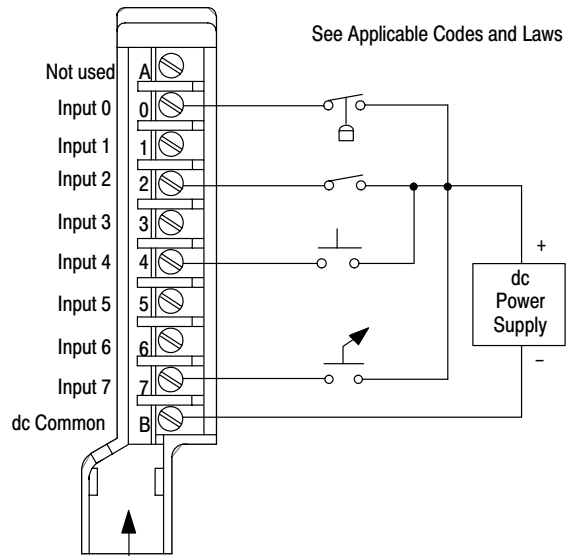 See Applicable Codes and Laws
Not used A
Input 0 0
Input 1 1
Input 2 2
Input 3 3
Input 4 4
Input 5 5
Input 6 6
Input 7 7
dc Common B
+
dc
Power
Supply
–